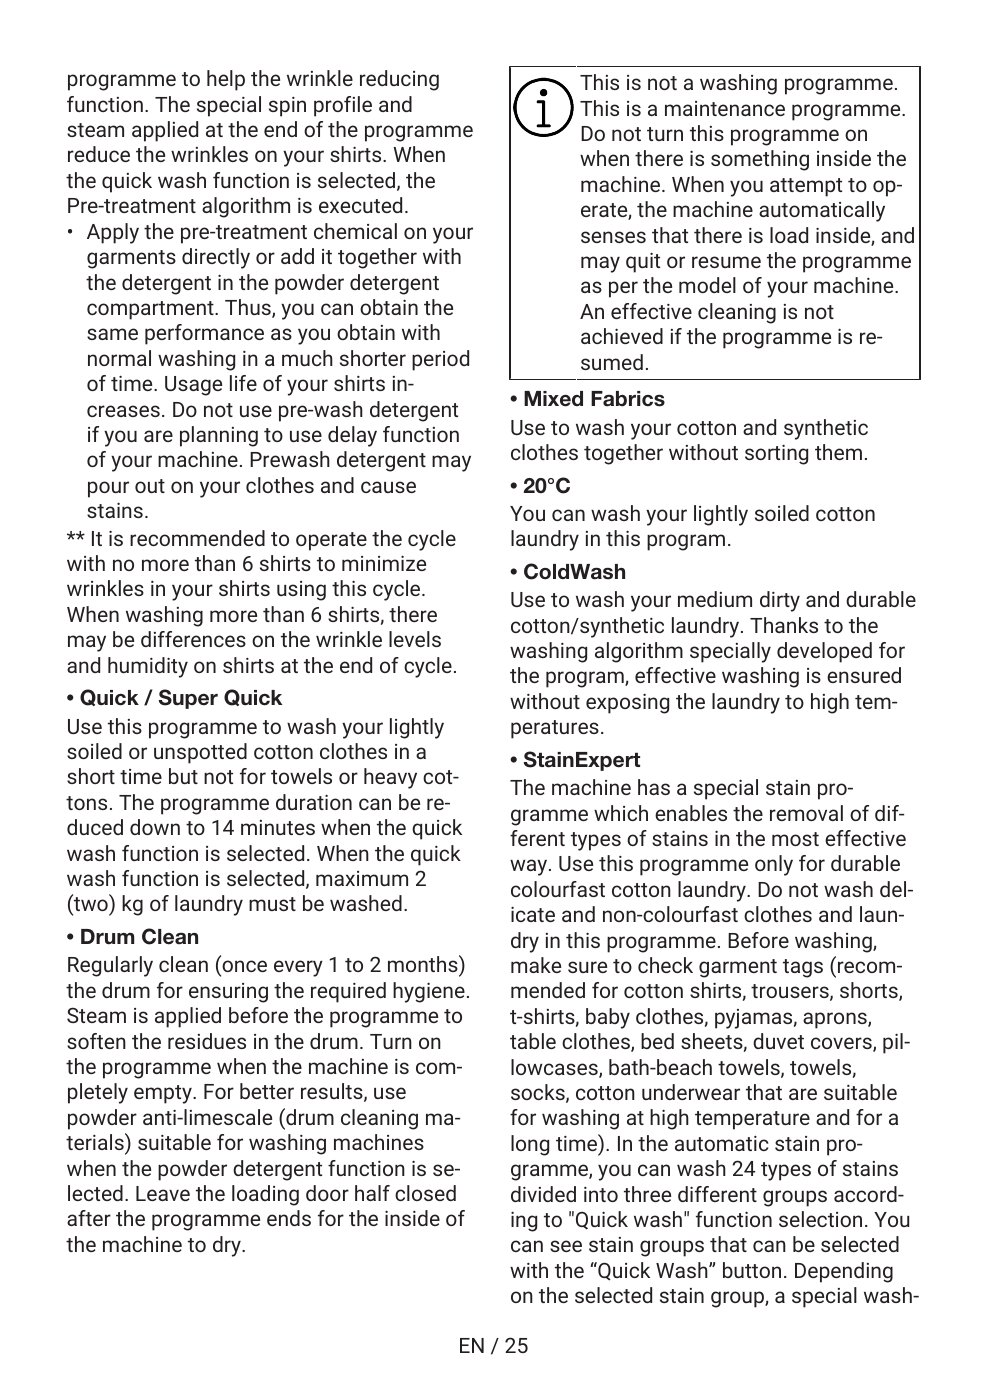 programme to help the wrinkle reducing
function. The special spin profile and
steam applied at the end of the programme
reduce the wrinkles on your shirts. When
the quick wash function is selected, the
Pre-treatment algorithm is executed.
• Apply the pre-treatment chemical on your
garments directly or add it together with
the detergent in the powder detergent
compartment. Thus, you can obtain the
same performance as you obtain with
normal washing in a much shorter period
of time. Usage life of your shirts in-
creases. Do not use pre-wash detergent
if you are planning to use delay function
of your machine. Prewash detergent may
pour out on your clothes and cause
stains.
** It is recommended to operate the cycle
with no more than 6 shirts to minimize
wrinkles in your shirts using this cycle.
When washing more than 6 shirts, there
may be differences on the wrinkle levels
and humidity on shirts at the end of cycle.
• Quick / Super Quick
Use this programme to wash your lightly
soiled or unspotted cotton clothes in a
short time but not for towels or heavy cot-
tons. The programme duration can be re-
duced down to 14 minutes when the quick
wash function is selected. When the quick
wash function is selected, maximum 2
(two) kg of laundry must be washed.
• Drum Clean
Regularly clean (once every 1 to 2 months)
the drum for ensuring the required hygiene.
Steam is applied before the programme to
soften the residues in the drum. Turn on
the programme when the machine is com-
pletely empty. For better results, use
powder anti-limescale (drum cleaning ma-
terials) suitable for washing machines
when the powder detergent function is se-
lected. Leave the loading door half closed
after the programme ends for the inside of
the machine to dry.
This is not a washing programme.
This is a maintenance programme.
Do not turn this programme on
when there is something inside the
machine. When you attempt to op-
erate, the machine automatically
senses that there is load inside, and
may quit or resume the programme
as per the model of your machine.
An effective cleaning is not
achieved if the programme is re-
sumed.
• Mixed Fabrics
Use to wash your cotton and synthetic
clothes together without sorting them.
• 20°C
You can wash your lightly soiled cotton
laundry in this program.
• ColdWash
Use to wash your medium dirty and durable
cotton/synthetic laundry. Thanks to the
washing algorithm specially developed for
the program, effective washing is ensured
without exposing the laundry to high tem-
peratures.
• StainExpert
The machine has a special stain pro-
gramme which enables the removal of dif-
ferent types of stains in the most effective
way. Use this programme only for durable
colourfast cotton laundry. Do not wash del-
icate and non-colourfast clothes and laun-
dry in this programme. Before washing,
make sure to check garment tags (recom-
mended for cotton shirts, trousers, shorts,
t-shirts, baby clothes, pyjamas, aprons,
table clothes, bed sheets, duvet covers, pil-
lowcases, bath-beach towels, towels,
socks, cotton underwear that are suitable
for washing at high temperature and for a
long time). In the automatic stain pro-
gramme, you can wash 24 types of stains
divided into three different groups accord-
ing to "Quick wash" function selection. You
can see stain groups that can be selected
with the “Quick Wash” button. Depending
on the selected stain group, a special wash-
EN / 25